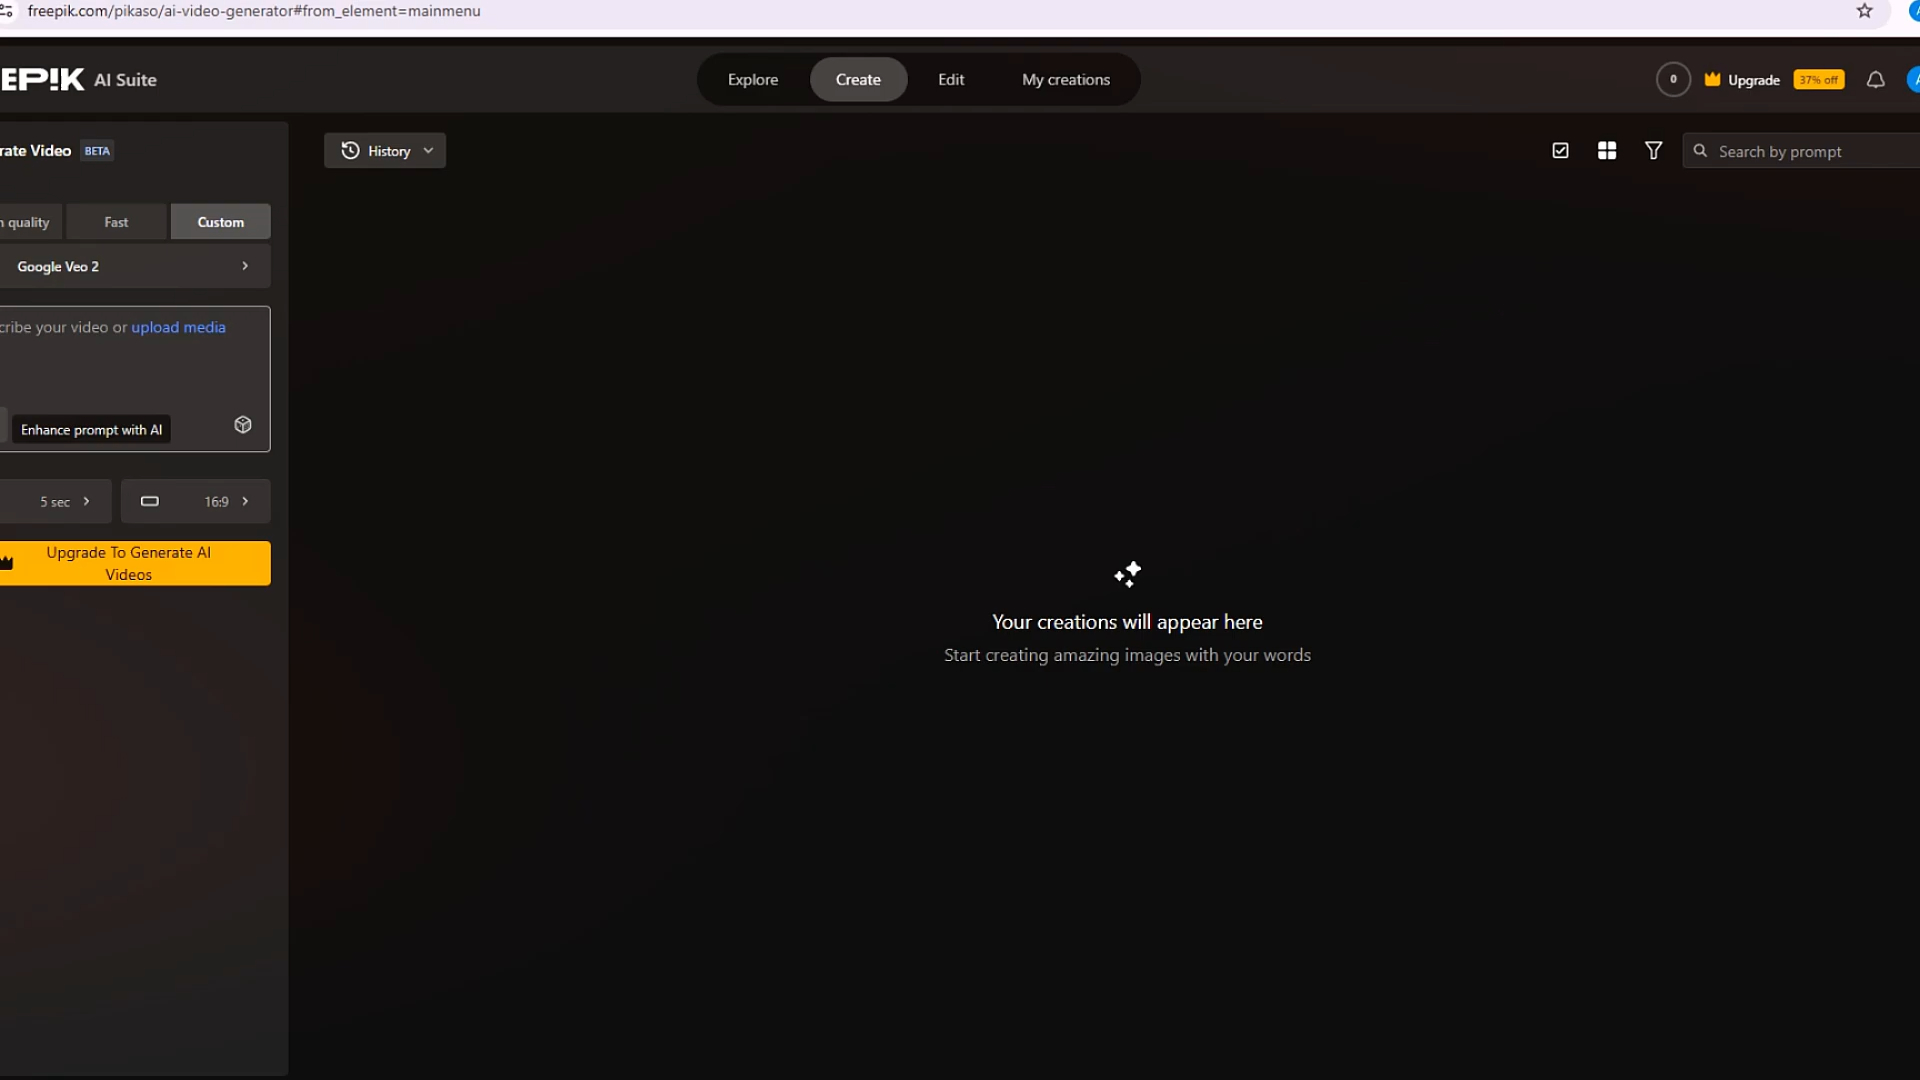 freepik.com/pikaso/ai-video-generator#from_element=mainmenu
EP!K AI Suite
Explore
Create
Edit
My creations
0
Upgrade
37% off
rate Video
BETA
History
Search by prompt
quality
Fast
Custom
Google Veo 2
cribe your video or upload media
Enhance prompt with AI
5 sec
16:9
Upgrade To Generate AI
Videos
Your creations will appear here
Start creating amazing images with your words